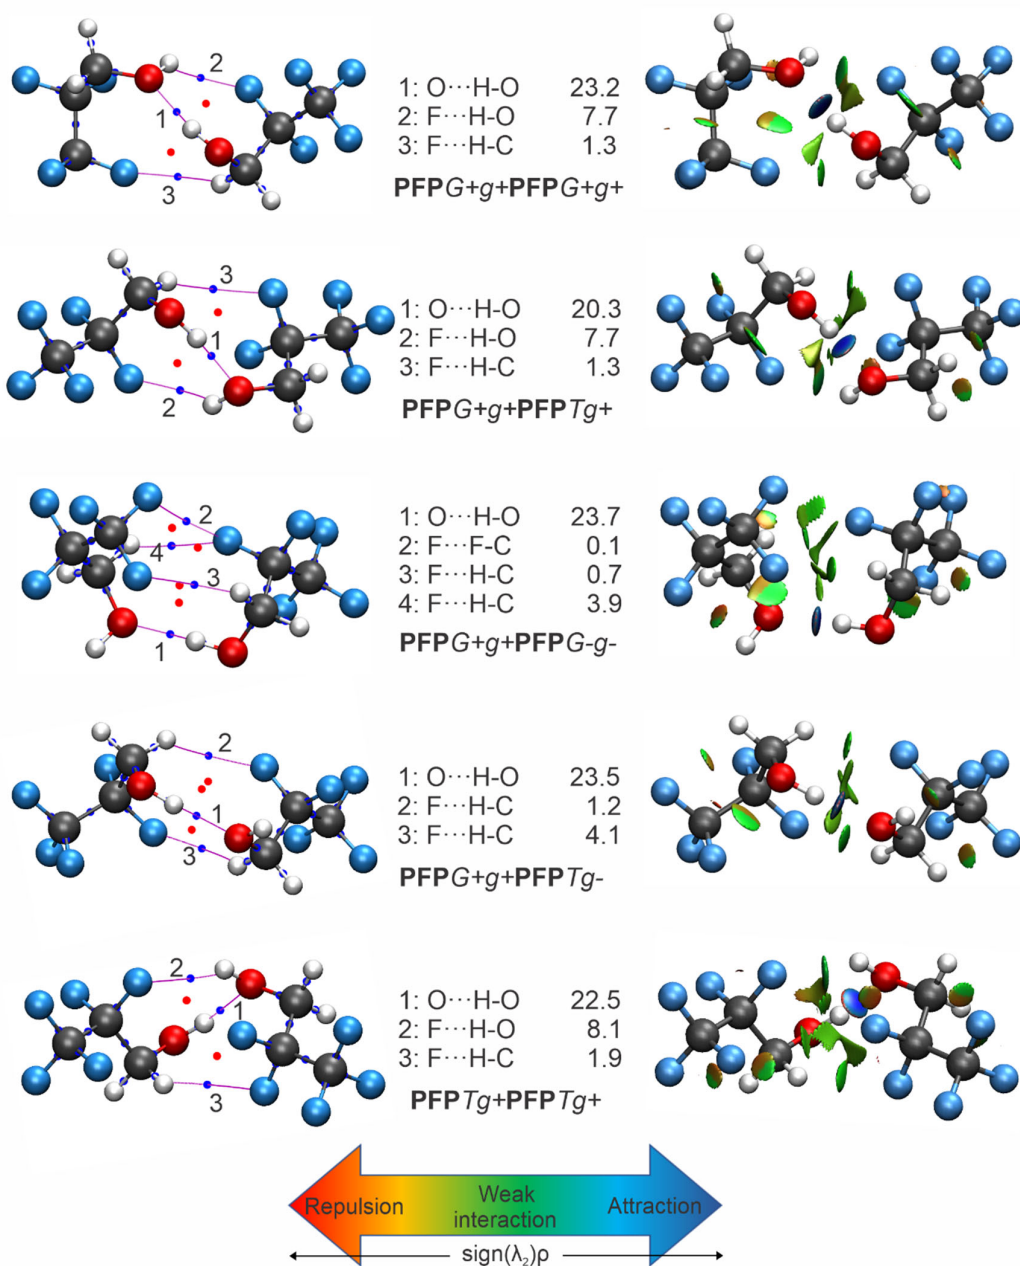 2
1
3
1: O···H-O 23.2
2: F···H-O 7.7
3: F···H-C 1.3
PFPG+g+PFPG+g+
3
1
2
1: O···H-O 20.3
2: F···H-O 7.7
3: F···H-C 1.3
PFPG+g+PFPTg+
2
4
3
1
1: O···H-O 23.7
2: F···F-C 0.1
3: F···H-C 0.7
4: F···H-C 3.9
PFPG+g+PFPG-g-
2
1
3
1: O···H-O 23.5
2: F···H-C 1.2
3: F···H-C 4.1
PFPG+g+PFPTg-
2
1
3
1: O···H-O 22.5
2: F···H-O 8.1
3: F···H-C 1.9
PFPTg+PFPTg+
Repulsion Weak interaction Attraction
sign(λ₂)ρ